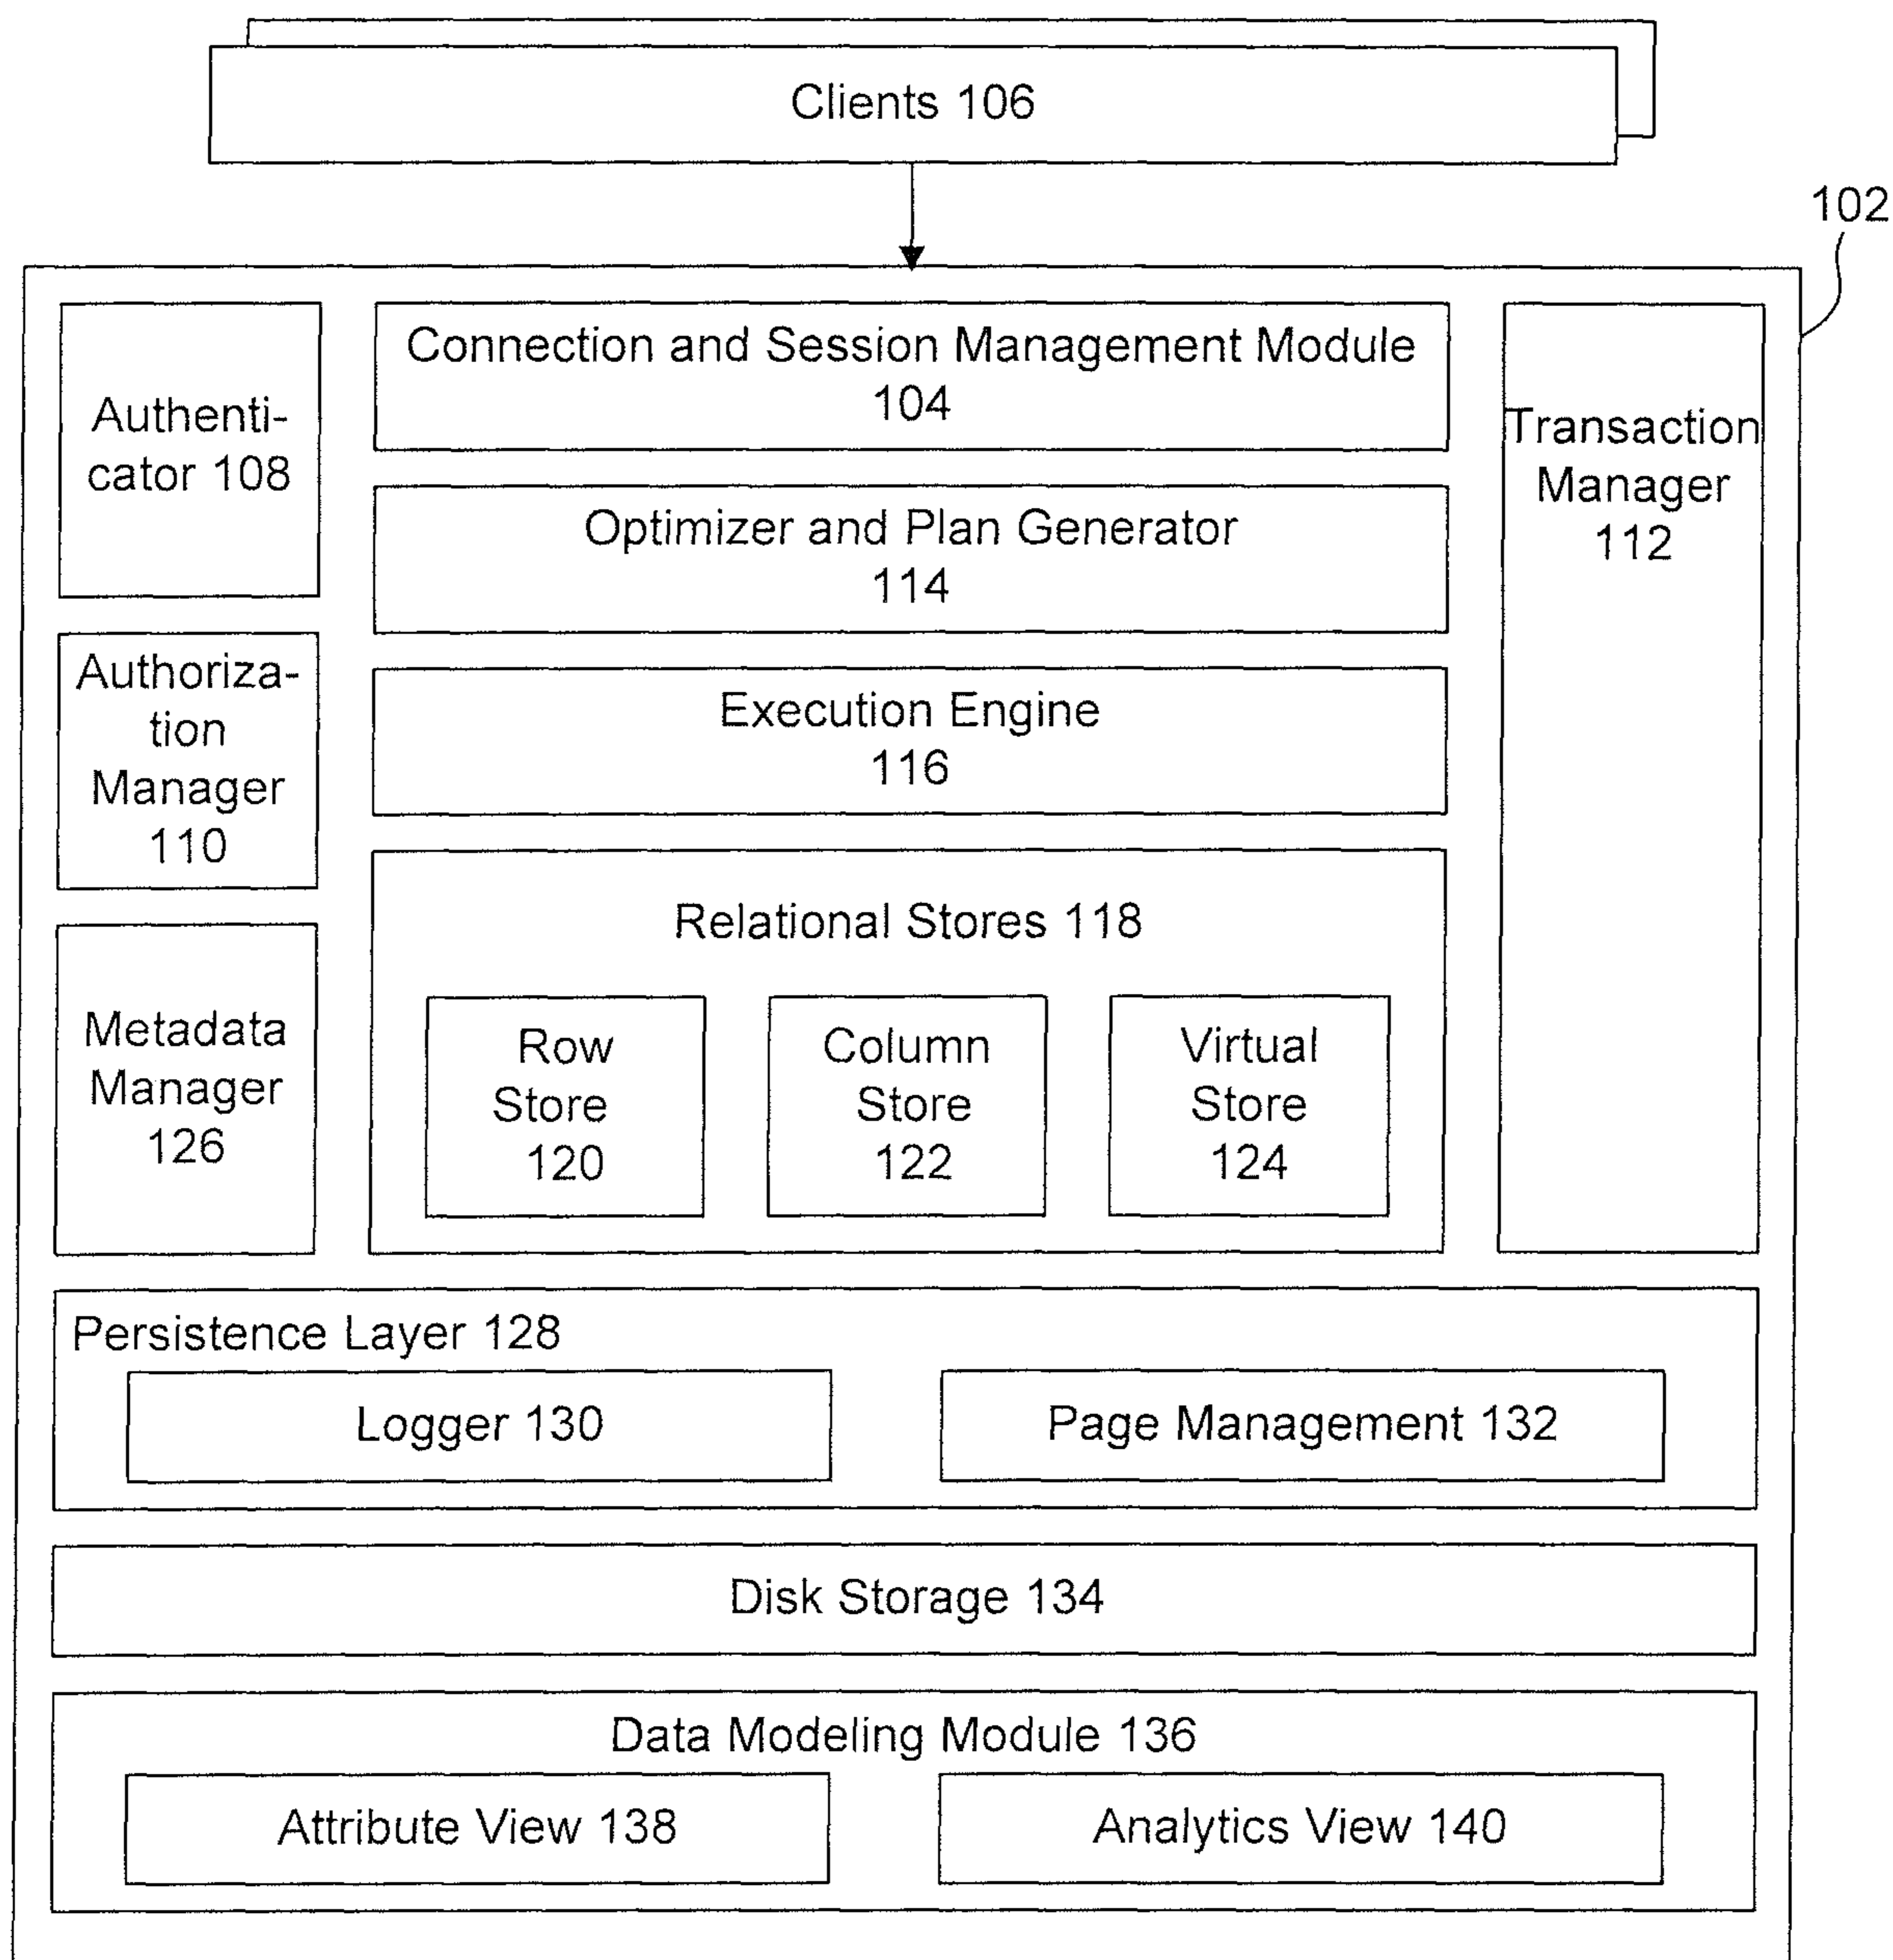 Clients 106
102
Authenti-
cator 108
Connection and Session Management Module
104
Transaction
Manager
112
Optimizer and Plan Generator
114
Authoriza-
tion
Manager
110
Execution Engine
116
Relational Stores 118
Metadata
Manager
126
Row
Store
120
Column
Store
122
Virtual
Store
124
Persistence Layer 128
Logger 130
Page Management 132
Disk Storage 134
Data Modeling Module 136
Attribute View 138
Analytics View 140